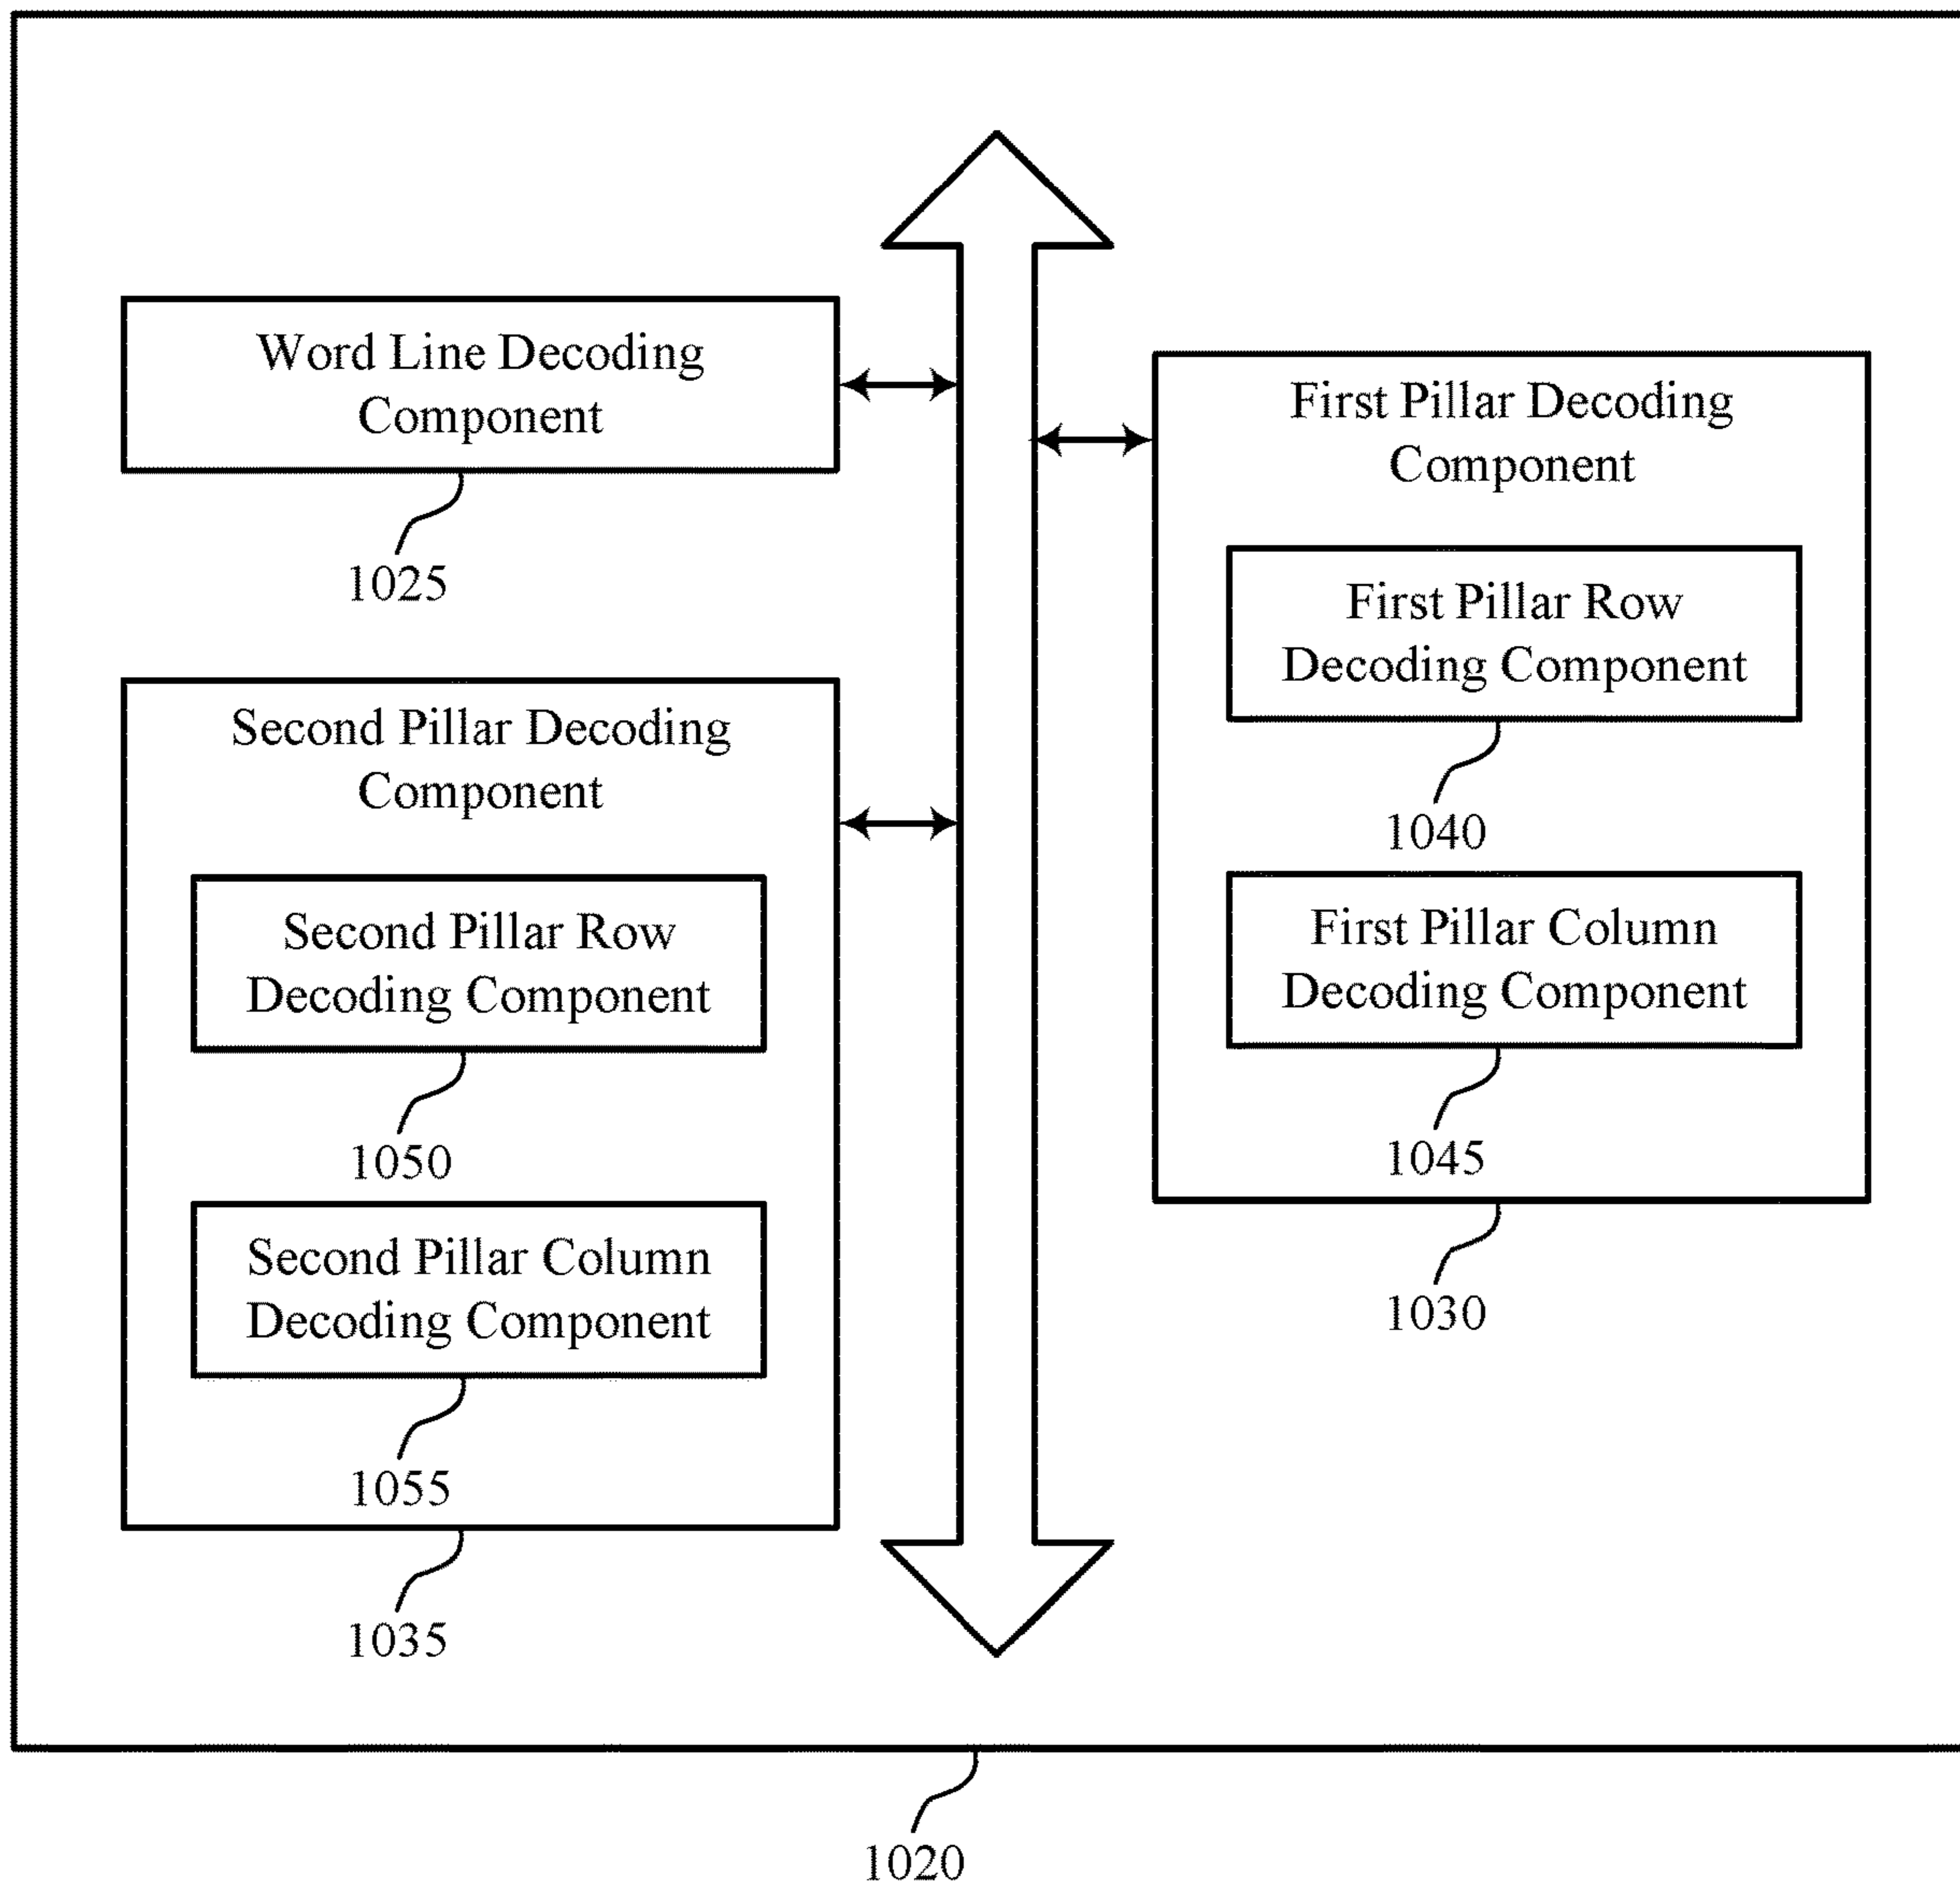 Word Line Decoding
Component
1025
Second Pillar Decoding
Component
Second Pillar Row
Decoding Component
1050
Second Pillar Column
Decoding Component
1055
1035
First Pillar Decoding
Component
First Pillar Row
Decoding Component
1040
First Pillar Column
Decoding Component
1045
1030
1020